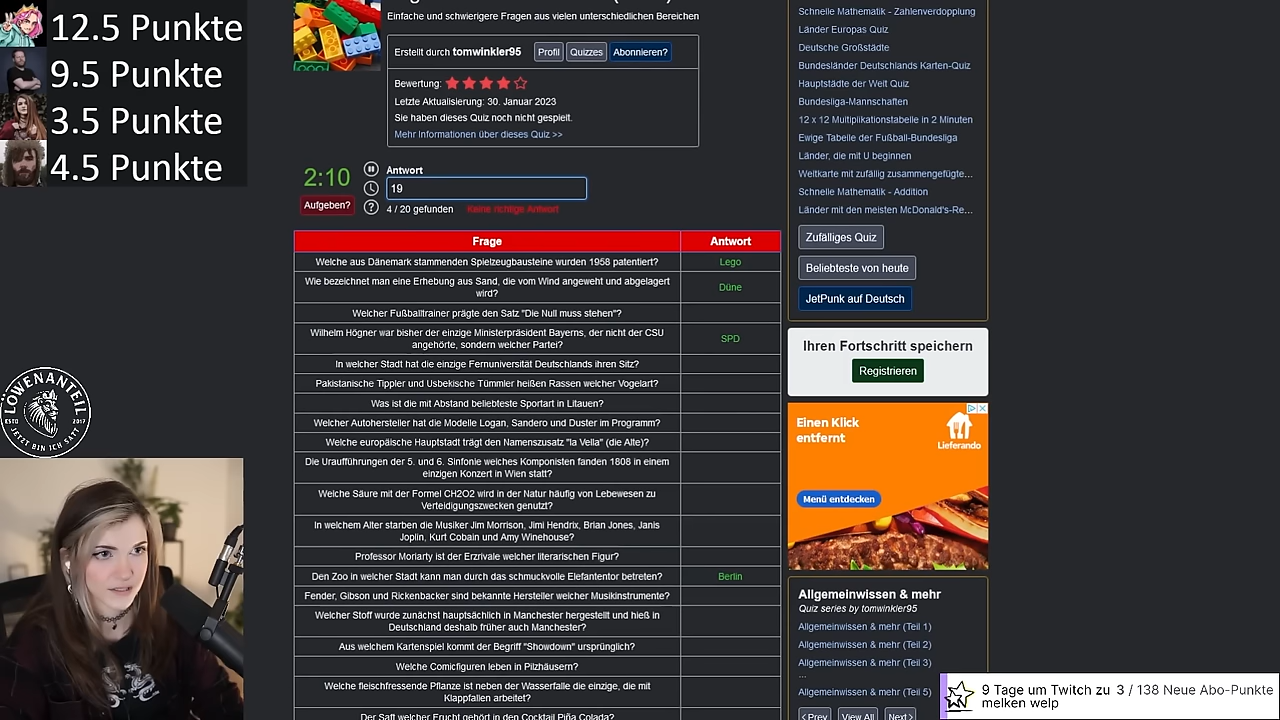 12.5 Punkte
9.5 Punkte
3.5 Punkte
4.5 Punkte
Einfache und schwierigere Fragen aus vielen unterschiedlichen Bereichen
Erstellt durch tomwinkler95 Profil Quizzes Abonnieren?
Bewertung:
Letzte Aktualisierung: 30. Januar 2023
Sie haben dieses Quiz noch nicht gespielt.
Mehr Informationen über dieses Quiz >>
2:10
Aufgeben?
Antwort
19
4 / 20 gefunden Keine richtige Antwort
Frage Antwort
Welche aus Dänemark stammenden Spielzeugbausteine wurden 1958 patentiert? Lego
Wie bezeichnet man eine Erhebung aus Sand, die vom Wind angeweht und abgelagert
wird? Düne
Welcher Fußballtrainer prägte den Satz "Die Null muss stehen"?
Wilhelm Högner war bisher der einzige Ministerpräsident Bayerns, der nicht der CSU
angehörte, sondern welcher Partei? SPD
In welcher Stadt hat die einzige Fernuniversität Deutschlands ihren Sitz?
Pakistanische Tippler und Usbekische Tümmler heißen Rassen welcher Vogelart?
Was ist die mit Abstand beliebteste Sportart in Litauen?
Welcher Autohersteller hat die Modelle Logan, Sandero und Duster im Programm?
Welche europäische Hauptstadt trägt den Namenszusatz "la Vella" (die Alte)?
Die Uraufführungen der 5. und 6. Sinfonie welches Komponisten fanden 1808 in einem
einzigen Konzert in Wien statt?
Welche Säure mit der Formel CH2O2 wird in der Natur häufig von Lebewesen zu
Verteidigungszwecken genutzt?
In welchem Alter starben die Musiker Jim Morrison, Jimi Hendrix, Brian Jones, Janis
Joplin, Kurt Cobain und Amy Winehouse?
Professor Moriarty ist der Erzrivale welcher literarischen Figur?
Den Zoo in welcher Stadt kann man durch das schmuckvolle Elefantentor betreten? Berlin
Fender, Gibson und Rickenbacker sind bekannte Hersteller welcher Musikinstrumente?
Welcher Stoff wurde zunächst hauptsächlich in Manchester hergestellt und hieß in
Deutschland deshalb früher auch Manchester?
Aus welchem Kartenspiel kommt der Begriff "Showdown" ursprünglich?
Welche Comicfiguren leben in Pilzhäusern?
Welche fleischfressende Pflanze ist neben der Wasserfalle die einzige, die mit
Klappfallen arbeitet?
Der Saft welcher Frucht gehört in den Cocktail Piña Colada?
Schnelle Mathematik - Zahlenverdopplung
Länder Europas Quiz
Deutsche Großstädte
Bundesländer Deutschlands Karten-Quiz
Hauptstädte der Welt Quiz
Bundesliga-Mannschaften
12 x 12 Multiplikationstabelle in 2 Minuten
Ewige Tabelle der Fußball-Bundesliga
Länder, die mit U beginnen
Weltkarte mit zufällig zusammengefügte...
Schnelle Mathematik - Addition
Länder mit den meisten McDonald's-Re...
Zufälliges Quiz
Beliebteste von heute
JetPunk auf Deutsch
Ihren Fortschritt speichern
Registrieren
Einen Klick
entfernt
Lieferando
Menü entdecken
Allgemeinwissen & mehr
Quiz series by tomwinkler95
Allgemeinwissen & mehr (Teil 1)
Allgemeinwissen & mehr (Teil 2)
Allgemeinwissen & mehr (Teil 3)
...
Allgemeinwissen & mehr (Teil 5)
<Prev View All Next>
LÖWENANTEIL
ESTD 2017
JETZT BIN ICH SATT
9 Tage um Twitch zu 3 / 138 Neue Abo-Punkte
melken welp